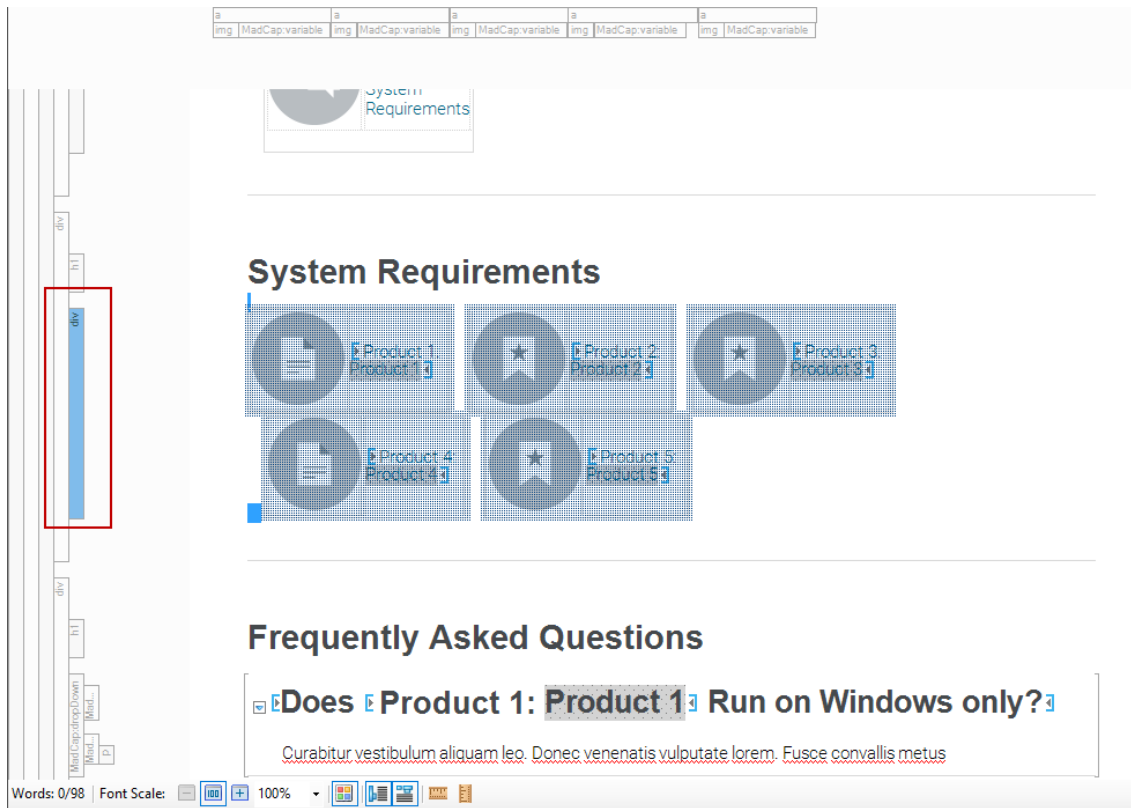 a a a a a
img MadCap:variable img MadCap:variable img MadCap:variable img MadCap:variable img MadCap:variable
System
Requirements
div
h1
System Requirements
div
Product 1:
Product 1
Product 2:
Product 2
Product 3:
Product 3
Product 4:
Product 4
Product 5:
Product 5
div
h1
Frequently Asked Questions
MadCap:dropDown
Mad...
Mad...
p
Does Product 1: Product 1 Run on Windows only?
Curabitur vestibulum aliquam leo. Donec venenatis vulputate lorem. Fusce convallis metus
Words: 0/98 Font Scale: 100 100%